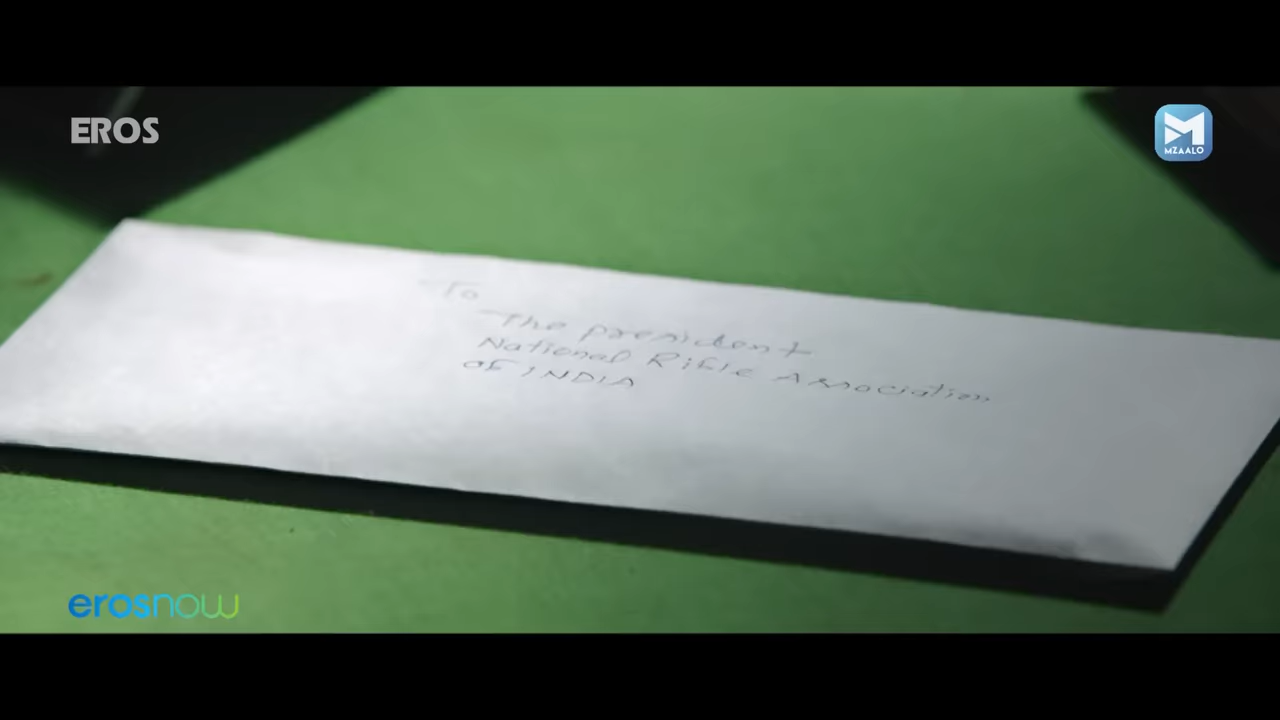 EROS
MZAALO
To
The president
National Rifle Association
of INDIA
erosnow